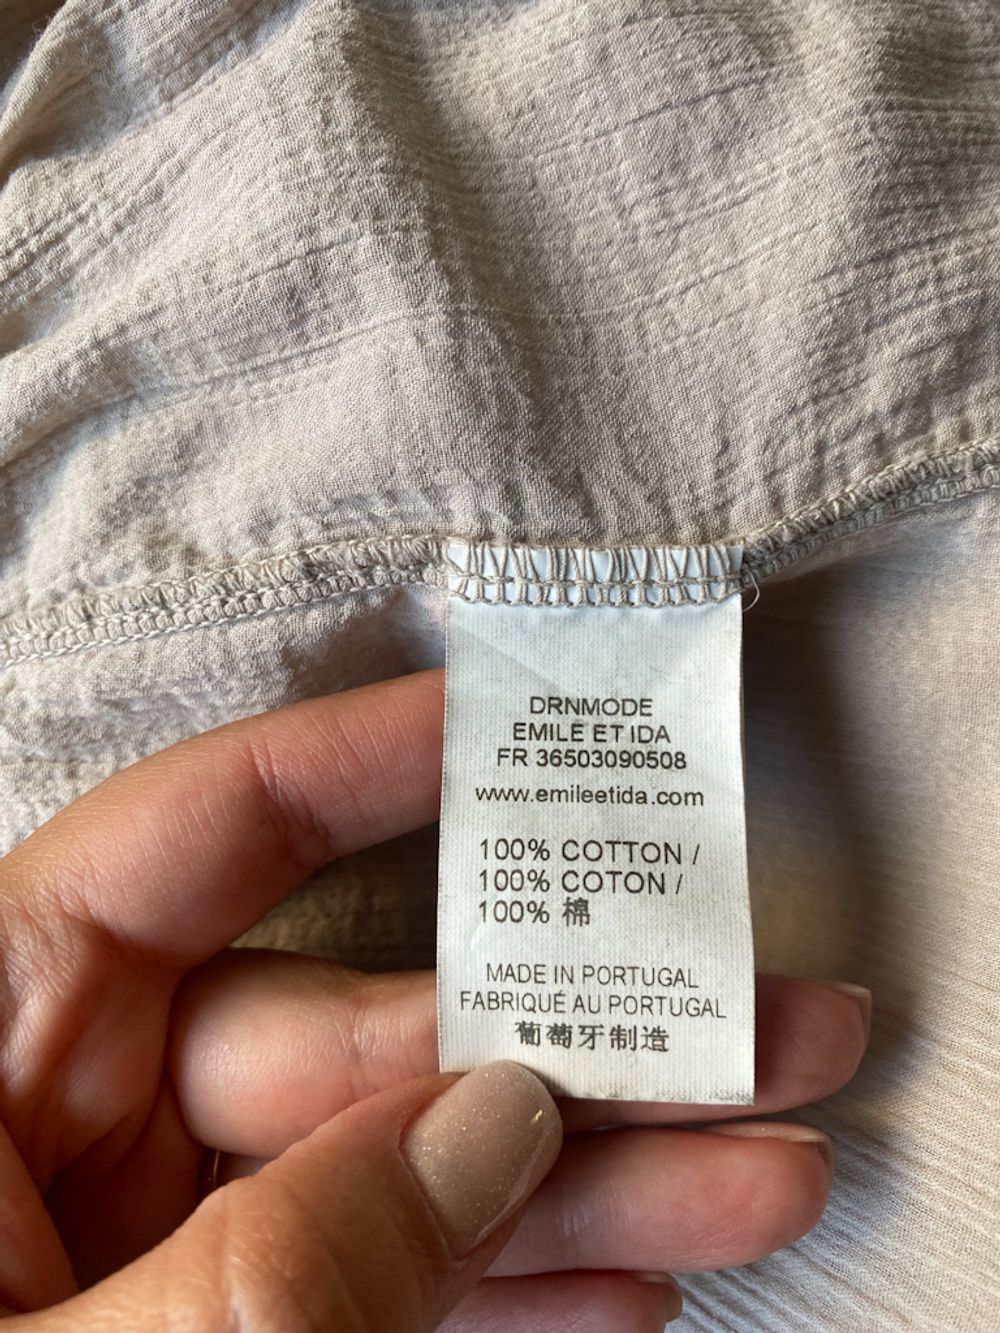 DRNMODE
EMILE ET IDA
FR 36503090508
www.emileetida.com
100% COTTON /
100% COTON /
100% 棉
MADE IN PORTUGAL
FABRIQUÉ AU PORTUGAL
葡萄牙制造